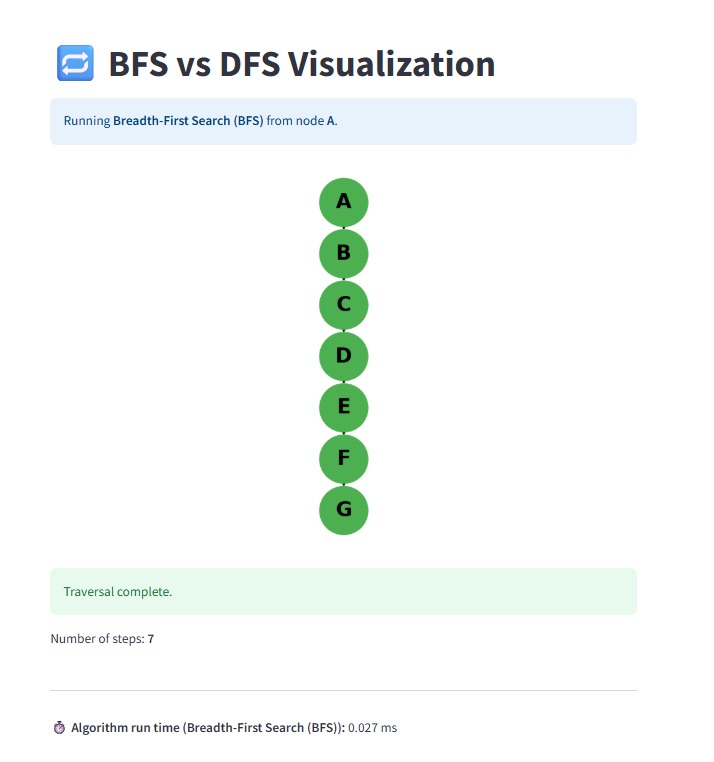 BFS vs DFS Visualization
Running Breadth-First Search (BFS) from node A.
A
B
C
D
E
F
G
Traversal complete.
Number of steps: 7
Algorithm run time (Breadth-First Search (BFS)): 0.027 ms